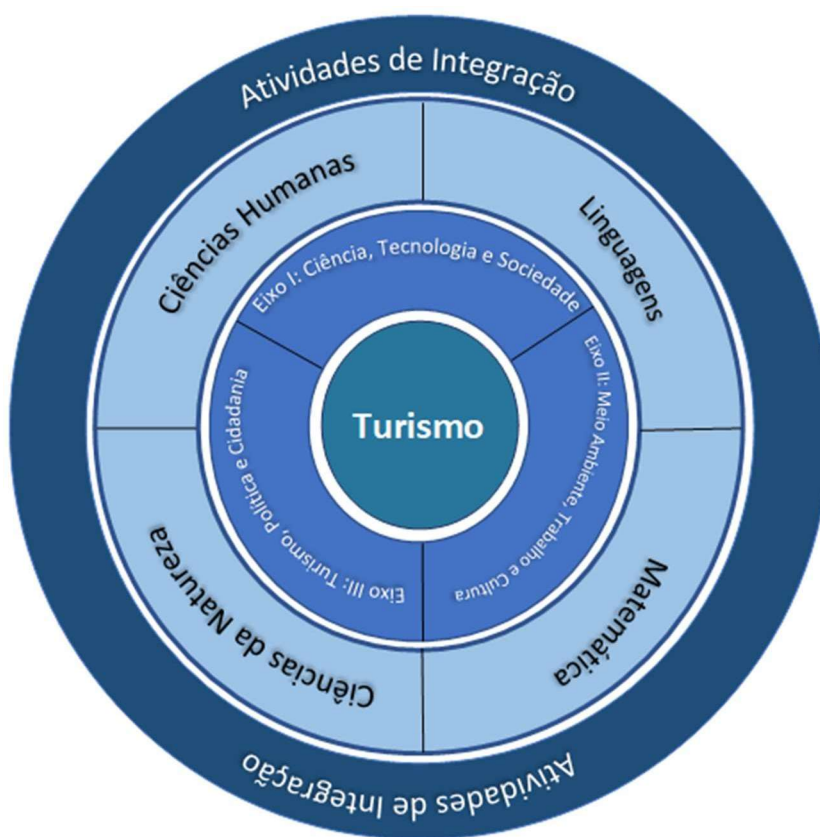 Atividades de Integração
Ciências Humanas
Linguagens
Eixo I: Ciência, Tecnologia e Sociedade
Eixo II: Meio Ambiente, Trabalho e Cultura
Eixo III: Turismo, Política e Cidadania
Turismo
Ciências da Natureza
Matemática
Atividades de Integração